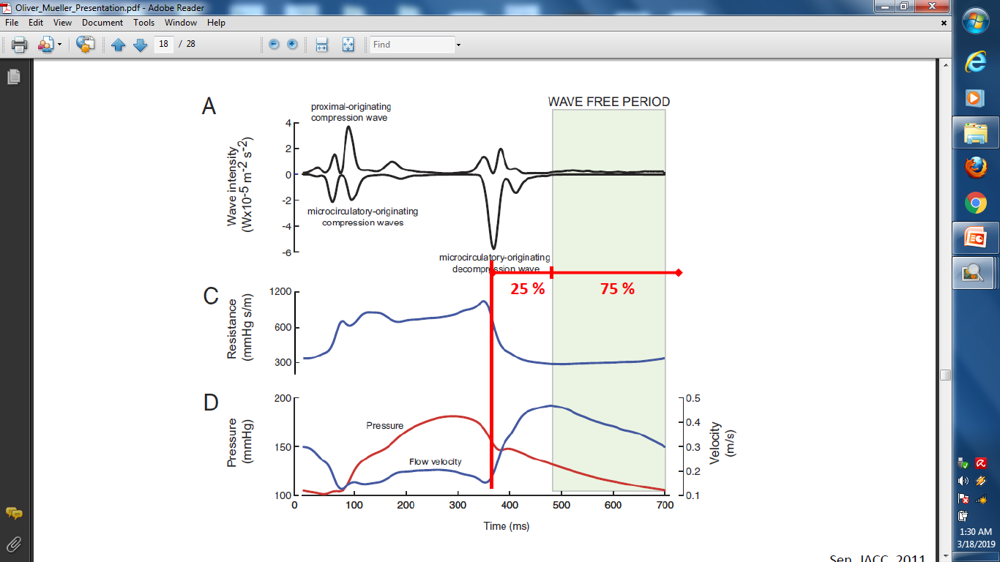 Oliver_Mueller_Presentation.pdf - Adobe Reader
File Edit View Document Tools Window Help
18 / 28
Find
A
WAVE FREE PERIOD
proximal-originating
compression wave
Wave intensity
(Wx10-5 m-2 s-2)
4
2
0
-2
-4
-6
microcirculatory-originating
compression waves
microcirculatory-originating
decompression wave
25 %
75 %
C
Resistance
(mmHg s/m)
1200
600
300
D
Pressure
(mmHg)
200
150
100
Pressure
Flow velocity
0.5
0.4
0.3
0.2
0.1
Velocity
(m/s)
0 100 200 300 400 500 600 700
Time (ms)
Sen, JACC, 2011
1:30 AM
3/18/2019